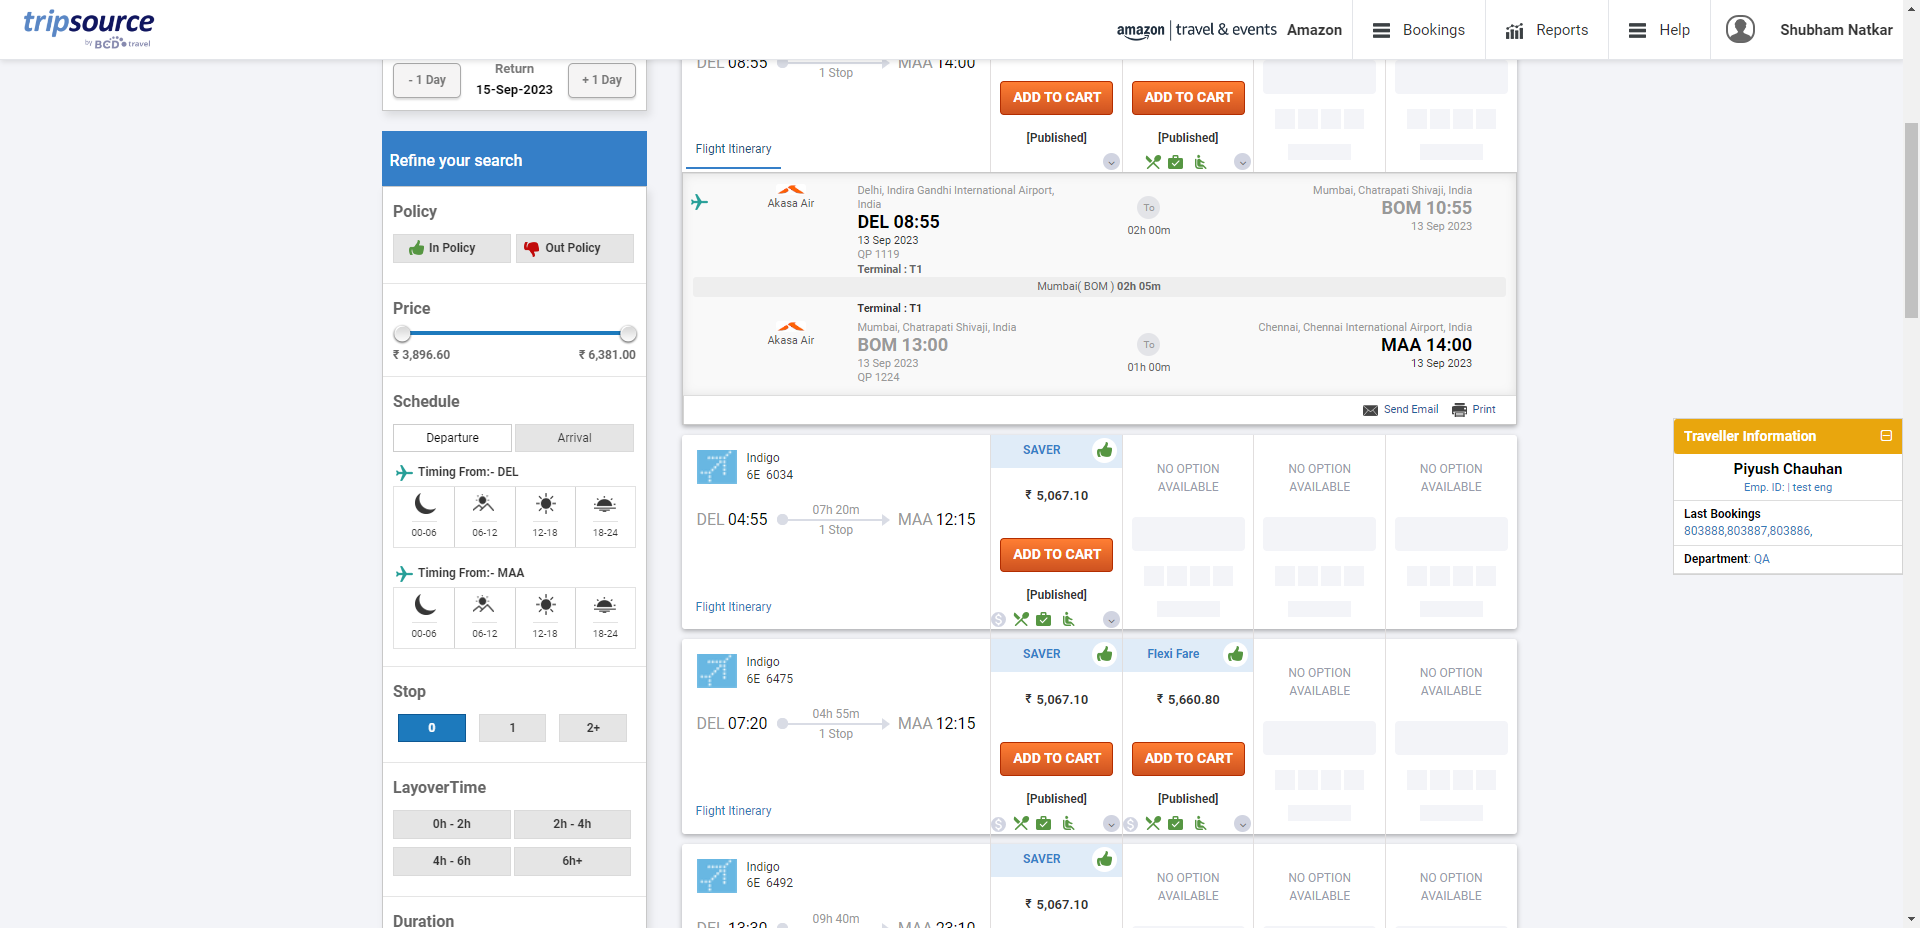 tripsource
by BCD travel
amazon | travel & events Amazon
Bookings
Reports
Help
Shubham Natkar
- 1 Day
Return
15-Sep-2023
+ 1 Day
Refine your search
Policy
In Policy
Out Policy
Price
₹ 3,896.60
₹ 6,381.00
Schedule
Departure
Arrival
Timing From:- DEL
00-06
06-12
12-18
18-24
Timing From:- MAA
00-06
06-12
12-18
18-24
Stop
0
1
2+
LayoverTime
0h - 2h
2h - 4h
4h - 6h
6h+
Duration
DEL 08:55
1 Stop
MAA 14:00
ADD TO CART
ADD TO CART
[Published]
[Published]
Flight Itinerary
Akasa Air
Delhi, Indira Gandhi International Airport,
India
DEL 08:55
13 Sep 2023
QP 1119
Terminal : T1
To
02h 00m
Mumbai, Chatrapati Shivaji, India
BOM 10:55
13 Sep 2023
Mumbai( BOM ) 02h 05m
Terminal : T1
Akasa Air
Mumbai, Chatrapati Shivaji, India
BOM 13:00
13 Sep 2023
QP 1224
To
01h 00m
Chennai, Chennai International Airport, India
MAA 14:00
13 Sep 2023
Send Email
Print
Indigo
6E 6034
DEL 04:55
07h 20m
1 Stop
MAA 12:15
Flight Itinerary
SAVER
₹ 5,067.10
ADD TO CART
[Published]
NO OPTION
AVAILABLE
NO OPTION
AVAILABLE
NO OPTION
AVAILABLE
Indigo
6E 6475
DEL 07:20
04h 55m
1 Stop
MAA 12:15
Flight Itinerary
SAVER
₹ 5,067.10
ADD TO CART
[Published]
Flexi Fare
₹ 5,660.80
ADD TO CART
[Published]
NO OPTION
AVAILABLE
NO OPTION
AVAILABLE
Indigo
6E 6492
DEL 13:30
09h 40m
MAA 23:10
SAVER
₹ 5,067.10
NO OPTION
AVAILABLE
NO OPTION
AVAILABLE
NO OPTION
AVAILABLE
Traveller Information
Piyush Chauhan
Emp. ID: | test eng
Last Bookings
803888,803887,803886,
Department: QA